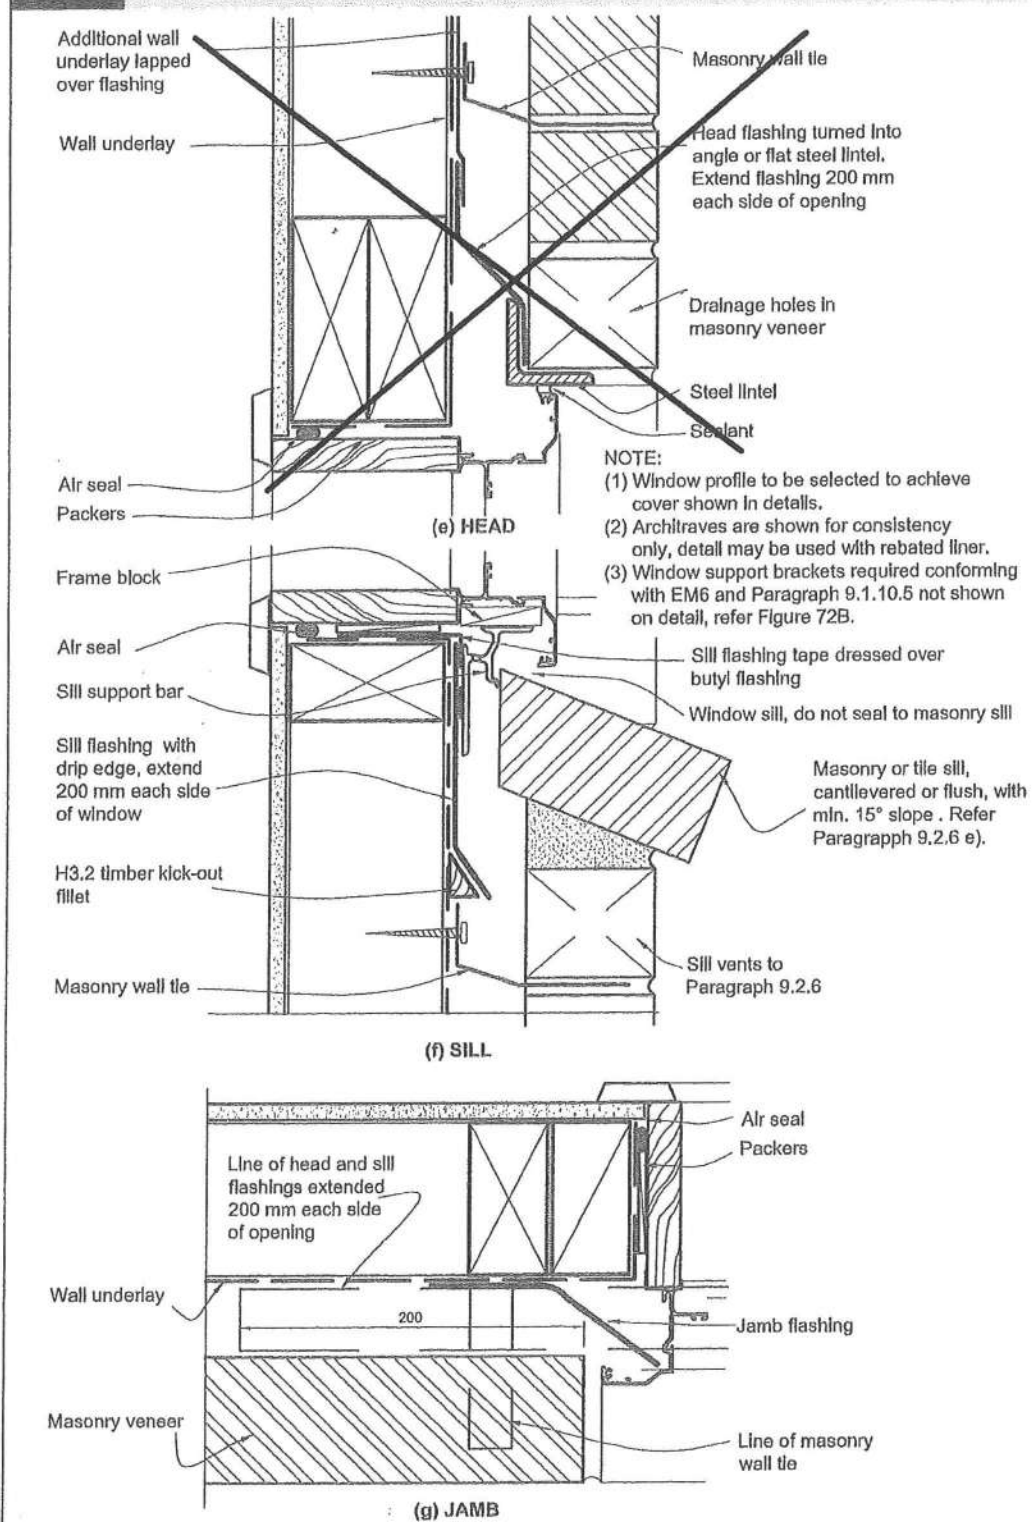 Additional wall
underlay lapped
over flashing
Masonry wall tie
Wall underlay
Head flashing turned into
angle or flat steel lintel.
Extend flashing 200 mm
each side of opening
Drainage holes in
masonry veneer
Steel lintel
Sealant
Air seal
Packers
(e) HEAD
NOTE:
(1) Window profile to be selected to achieve
cover shown in details.
(2) Architraves are shown for consistency
only, detail may be used with rebated liner.
(3) Window support brackets required conforming
with EM6 and Paragraph 9.1.10.5 not shown
on detail, refer Figure 72B.
Frame block
Air seal
Sill support bar
Sill flashing with
drip edge, extend
200 mm each side
of window
H3.2 timber kick-out
fillet
Masonry wall tie
Sill flashing tape dressed over
butyl flashing
Window sill, do not seal to masonry sill
Masonry or tile sill,
cantilevered or flush, with
min. 15° slope . Refer
Paragrapph 9.2.6 e).
Sill vents to
Paragraph 9.2.6
(f) SILL
Air seal
Packers
Line of head and sill
flashings extended
200 mm each side
of opening
Wall underlay
200
Jamb flashing
Masonry veneer
Line of masonry
wall tie
(g) JAMB